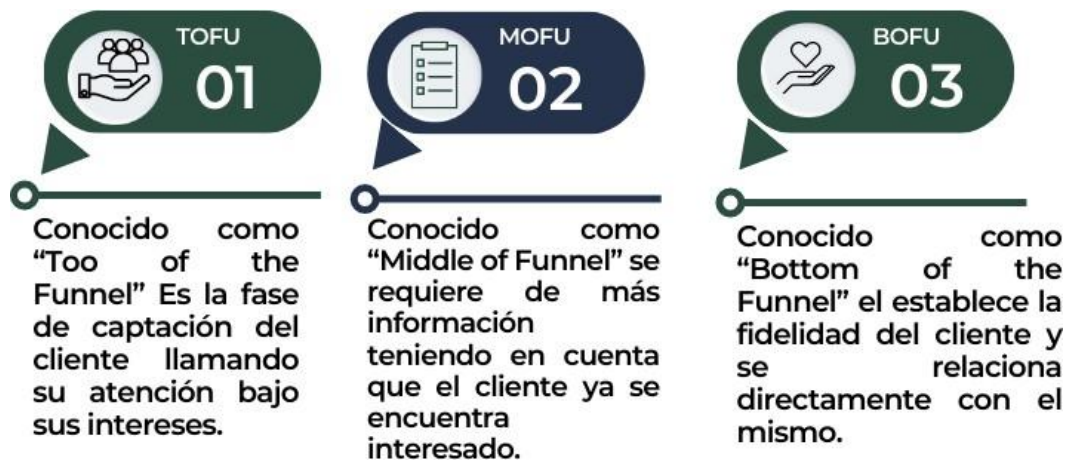 TOFU
01
Conocido como
“Too of the
Funnel” Es la fase
de captación del
cliente llamando
su atención bajo
sus intereses.
MOFU
02
Conocido como
“Middle of Funnel” se
requiere de más
información
teniendo en cuenta
que el cliente ya se
encuentra
interesado.
BOFU
03
Conocido como
“Bottom of the
Funnel” el establece la
fidelidad del cliente y
se relaciona
directamente con el
mismo.